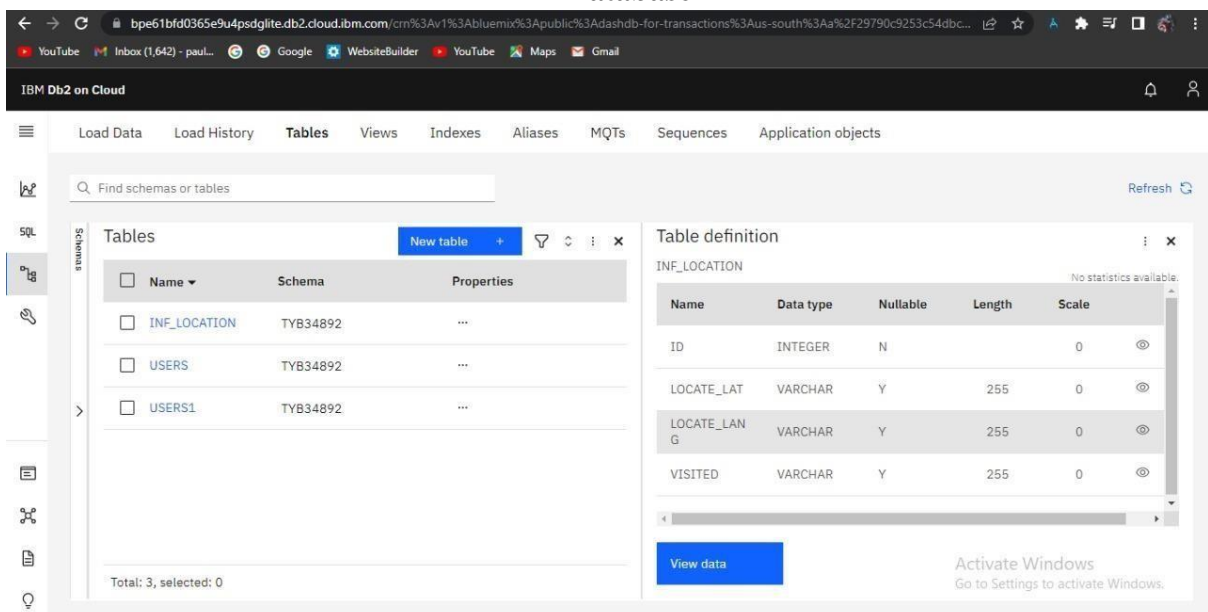 bpe61bfd0365e9u4psdglite.db2.cloud.ibm.com/crn%3Av1%3Abluemix%3Apublic%3Adashdb-for-transactions%3Aus-south%3Aa%2F29790c9253c54dbc...
YouTube Inbox (1,642) - paul... Google WebsiteBuilder YouTube Maps Gmail
IBM Db2 on Cloud
Load Data Load History Tables Views Indexes Aliases MQTs Sequences Application objects
Find schemas or tables
Refresh
SQL
Schemas
Tables
New table +
Name Schema Properties
INF_LOCATION TYB34892 ...
USERS TYB34892 ...
USERS1 TYB34892 ...
Total: 3, selected: 0
Table definition
INF_LOCATION
No statistics available.
Name Data type Nullable Length Scale
ID INTEGER N 0
LOCATE_LAT VARCHAR Y 255 0
LOCATE_LAN
G VARCHAR Y 255 0
VISITED VARCHAR Y 255 0
View data
Activate Windows
Go to Settings to activate Windows.